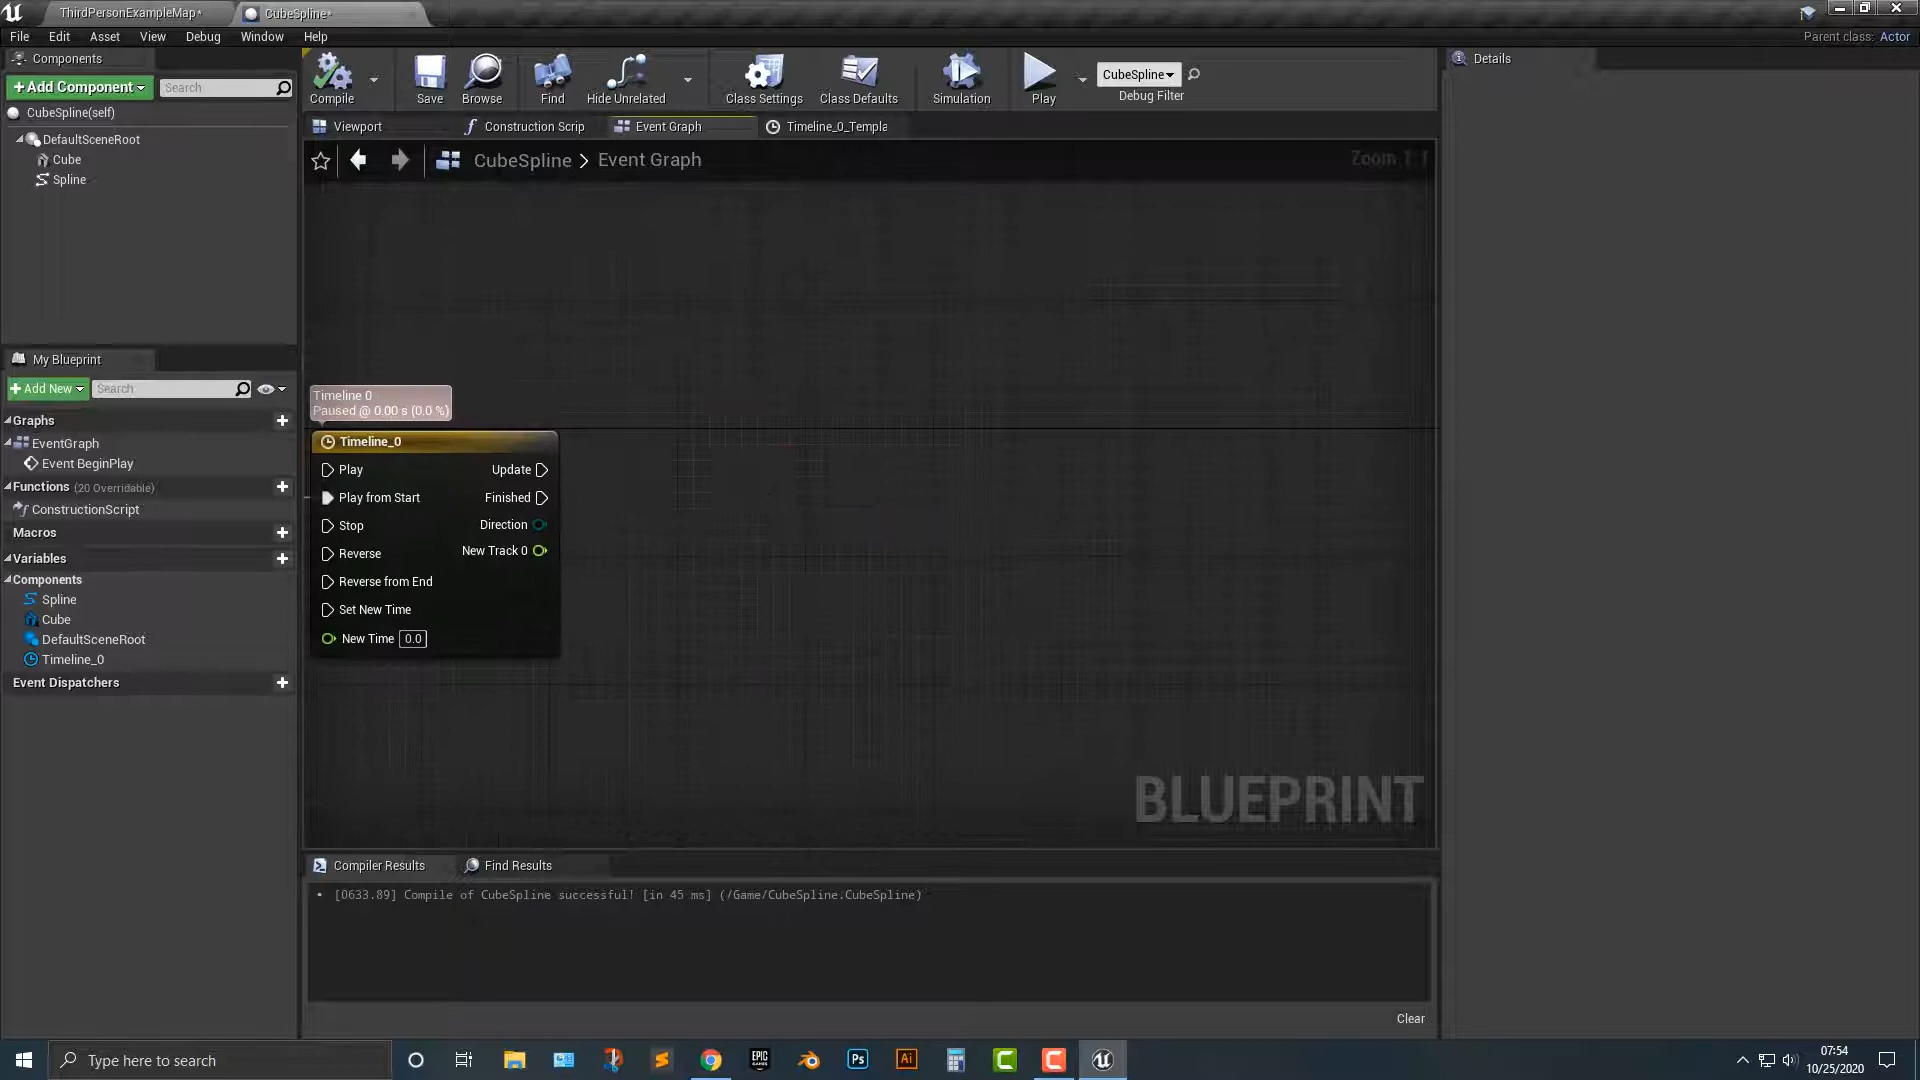 ThirdPersonExampleMap*
CubeSpline*
File Edit Asset View Debug Window Help
Parent class: Actor
Components
+Add Component
Search
CubeSpline(self)
DefaultSceneRoot
Cube
Spline
Compile
Save
Browse
Find
Hide Unrelated
Class Settings
Class Defaults
Simulation
Play
CubeSpline
Debug Filter
Details
Viewport
Construction Scrip
Event Graph
Timeline_0_Templa
CubeSpline > Event Graph
Zoom 1:1
My Blueprint
+Add New
Search
Graphs
EventGraph
Event BeginPlay
Functions (20 Overridable)
ConstructionScript
Macros
Variables
Components
Spline
Cube
DefaultSceneRoot
Timeline_0
Event Dispatchers
Timeline 0
Paused @ 0.00 s (0.0 %)
Timeline_0
Play
Update
Play from Start
Finished
Stop
Direction
Reverse
New Track 0
Reverse from End
Set New Time
New Time 0.0
BLUEPRINT
Compiler Results
Find Results
[0633.89] Compile of CubeSpline successful! [in 45 ms] (/Game/CubeSpline.CubeSpline)
Clear
Type here to search
EPIC GAMES
Ps
Ai
07:54
10/25/2020